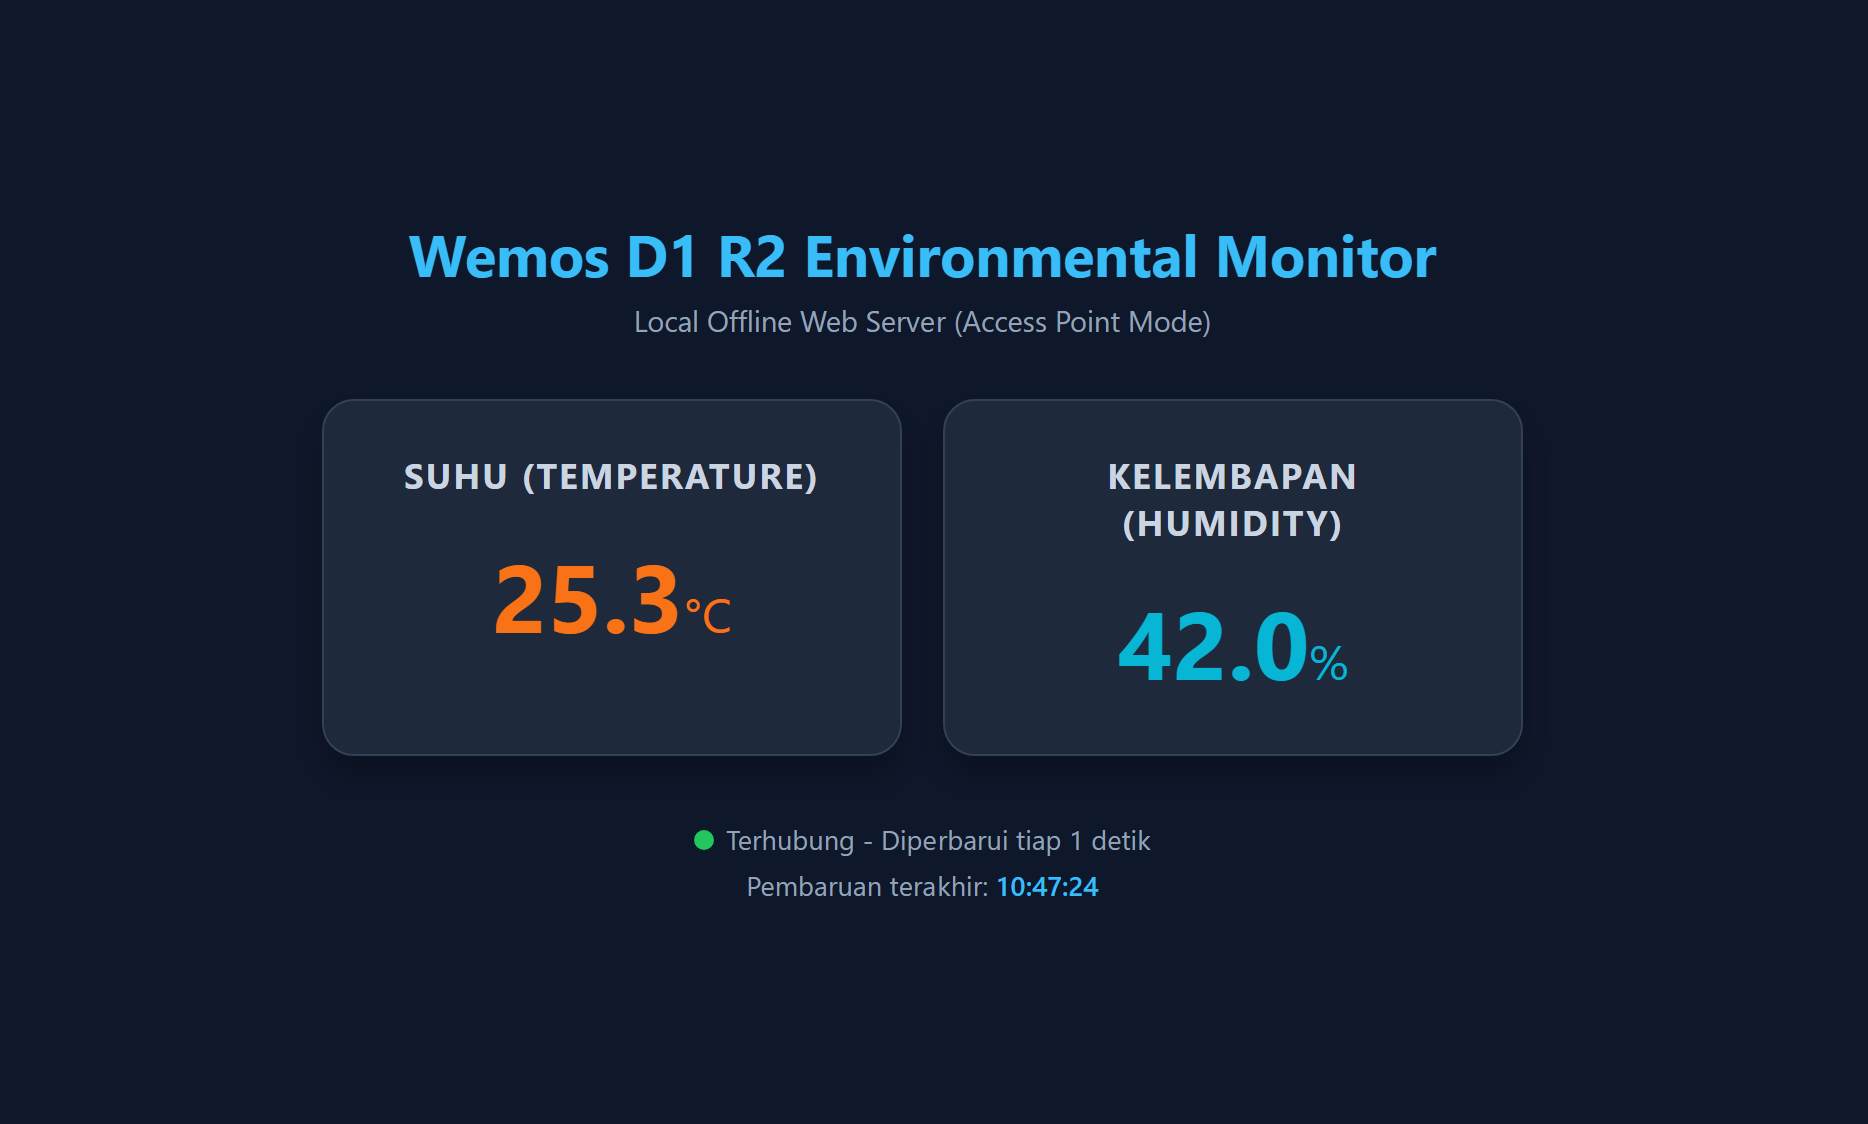 Wemos D1 R2 Environmental Monitor
Local Offline Web Server (Access Point Mode)
SUHU (TEMPERATURE)
25.3°C
KELEMBAPAN
(HUMIDITY)
42.0%
Terhubung - Diperbarui tiap 1 detik
Pembaruan terakhir: 10:47:24